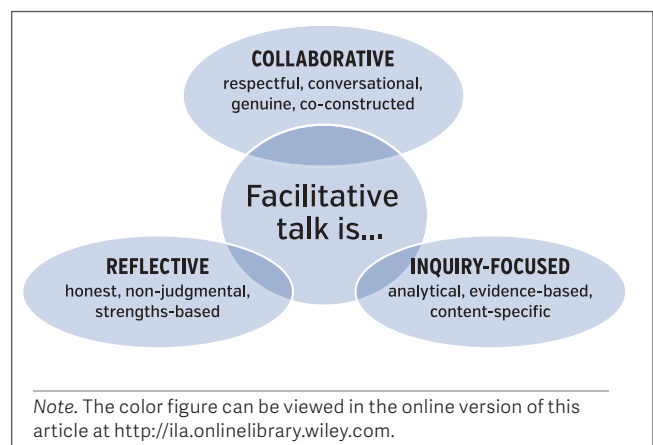 COLLABORATIVE
respectful, conversational,
genuine, co-constructed
Facilitative
talk is...
REFLECTIVE
honest, non-judgmental,
strengths-based
INQUIRY-FOCUSED
analytical, evidence-based,
content-specific
Note. The color figure can be viewed in the online version of this
article at http://ila.onlinelibrary.wiley.com.